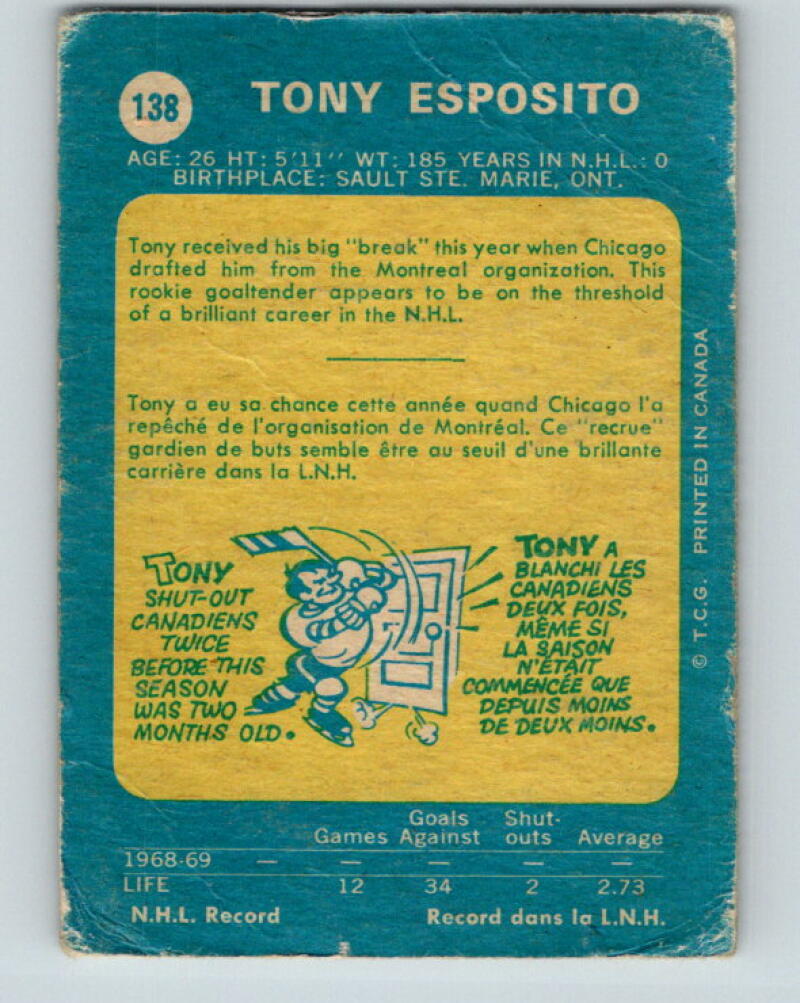 138
TONY ESPOSITO
AGE: 26 HT: 5'11'' WT: 185 YEARS IN N.H.L.: 0
BIRTHPLACE: SAULT STE. MARIE, ONT.
Tony received his big "break" this year when Chicago
drafted him from the Montreal organization. This
rookie goaltender appears to be on the threshold
of a brilliant career in the N.H.L.
Tony a eu sa chance cette année quand Chicago l'a
repêché de l'organisation de Montréal. Ce "recrue"
gardien de buts semble être au seuil d'une brillante
carrière dans la L.N.H.
TONY
SHUT-OUT
CANADIENS
TWICE
BEFORE THIS
SEASON
WAS TWO
MONTHS OLD.
TONY A
BLANCHI LES
CANADIENS
DEUX FOIS,
MÊME SI
LA SAISON
N'ÉTAIT
COMMENCÉE QUE
DEPUIS MOINS
DE DEUX MOINS.
© T.C.G. PRINTED IN CANADA
Games Goals Against Shut-outs Average
1968-69 — — — — —
LIFE 12 34 2 2.73
N.H.L. Record Record dans la L.N.H.